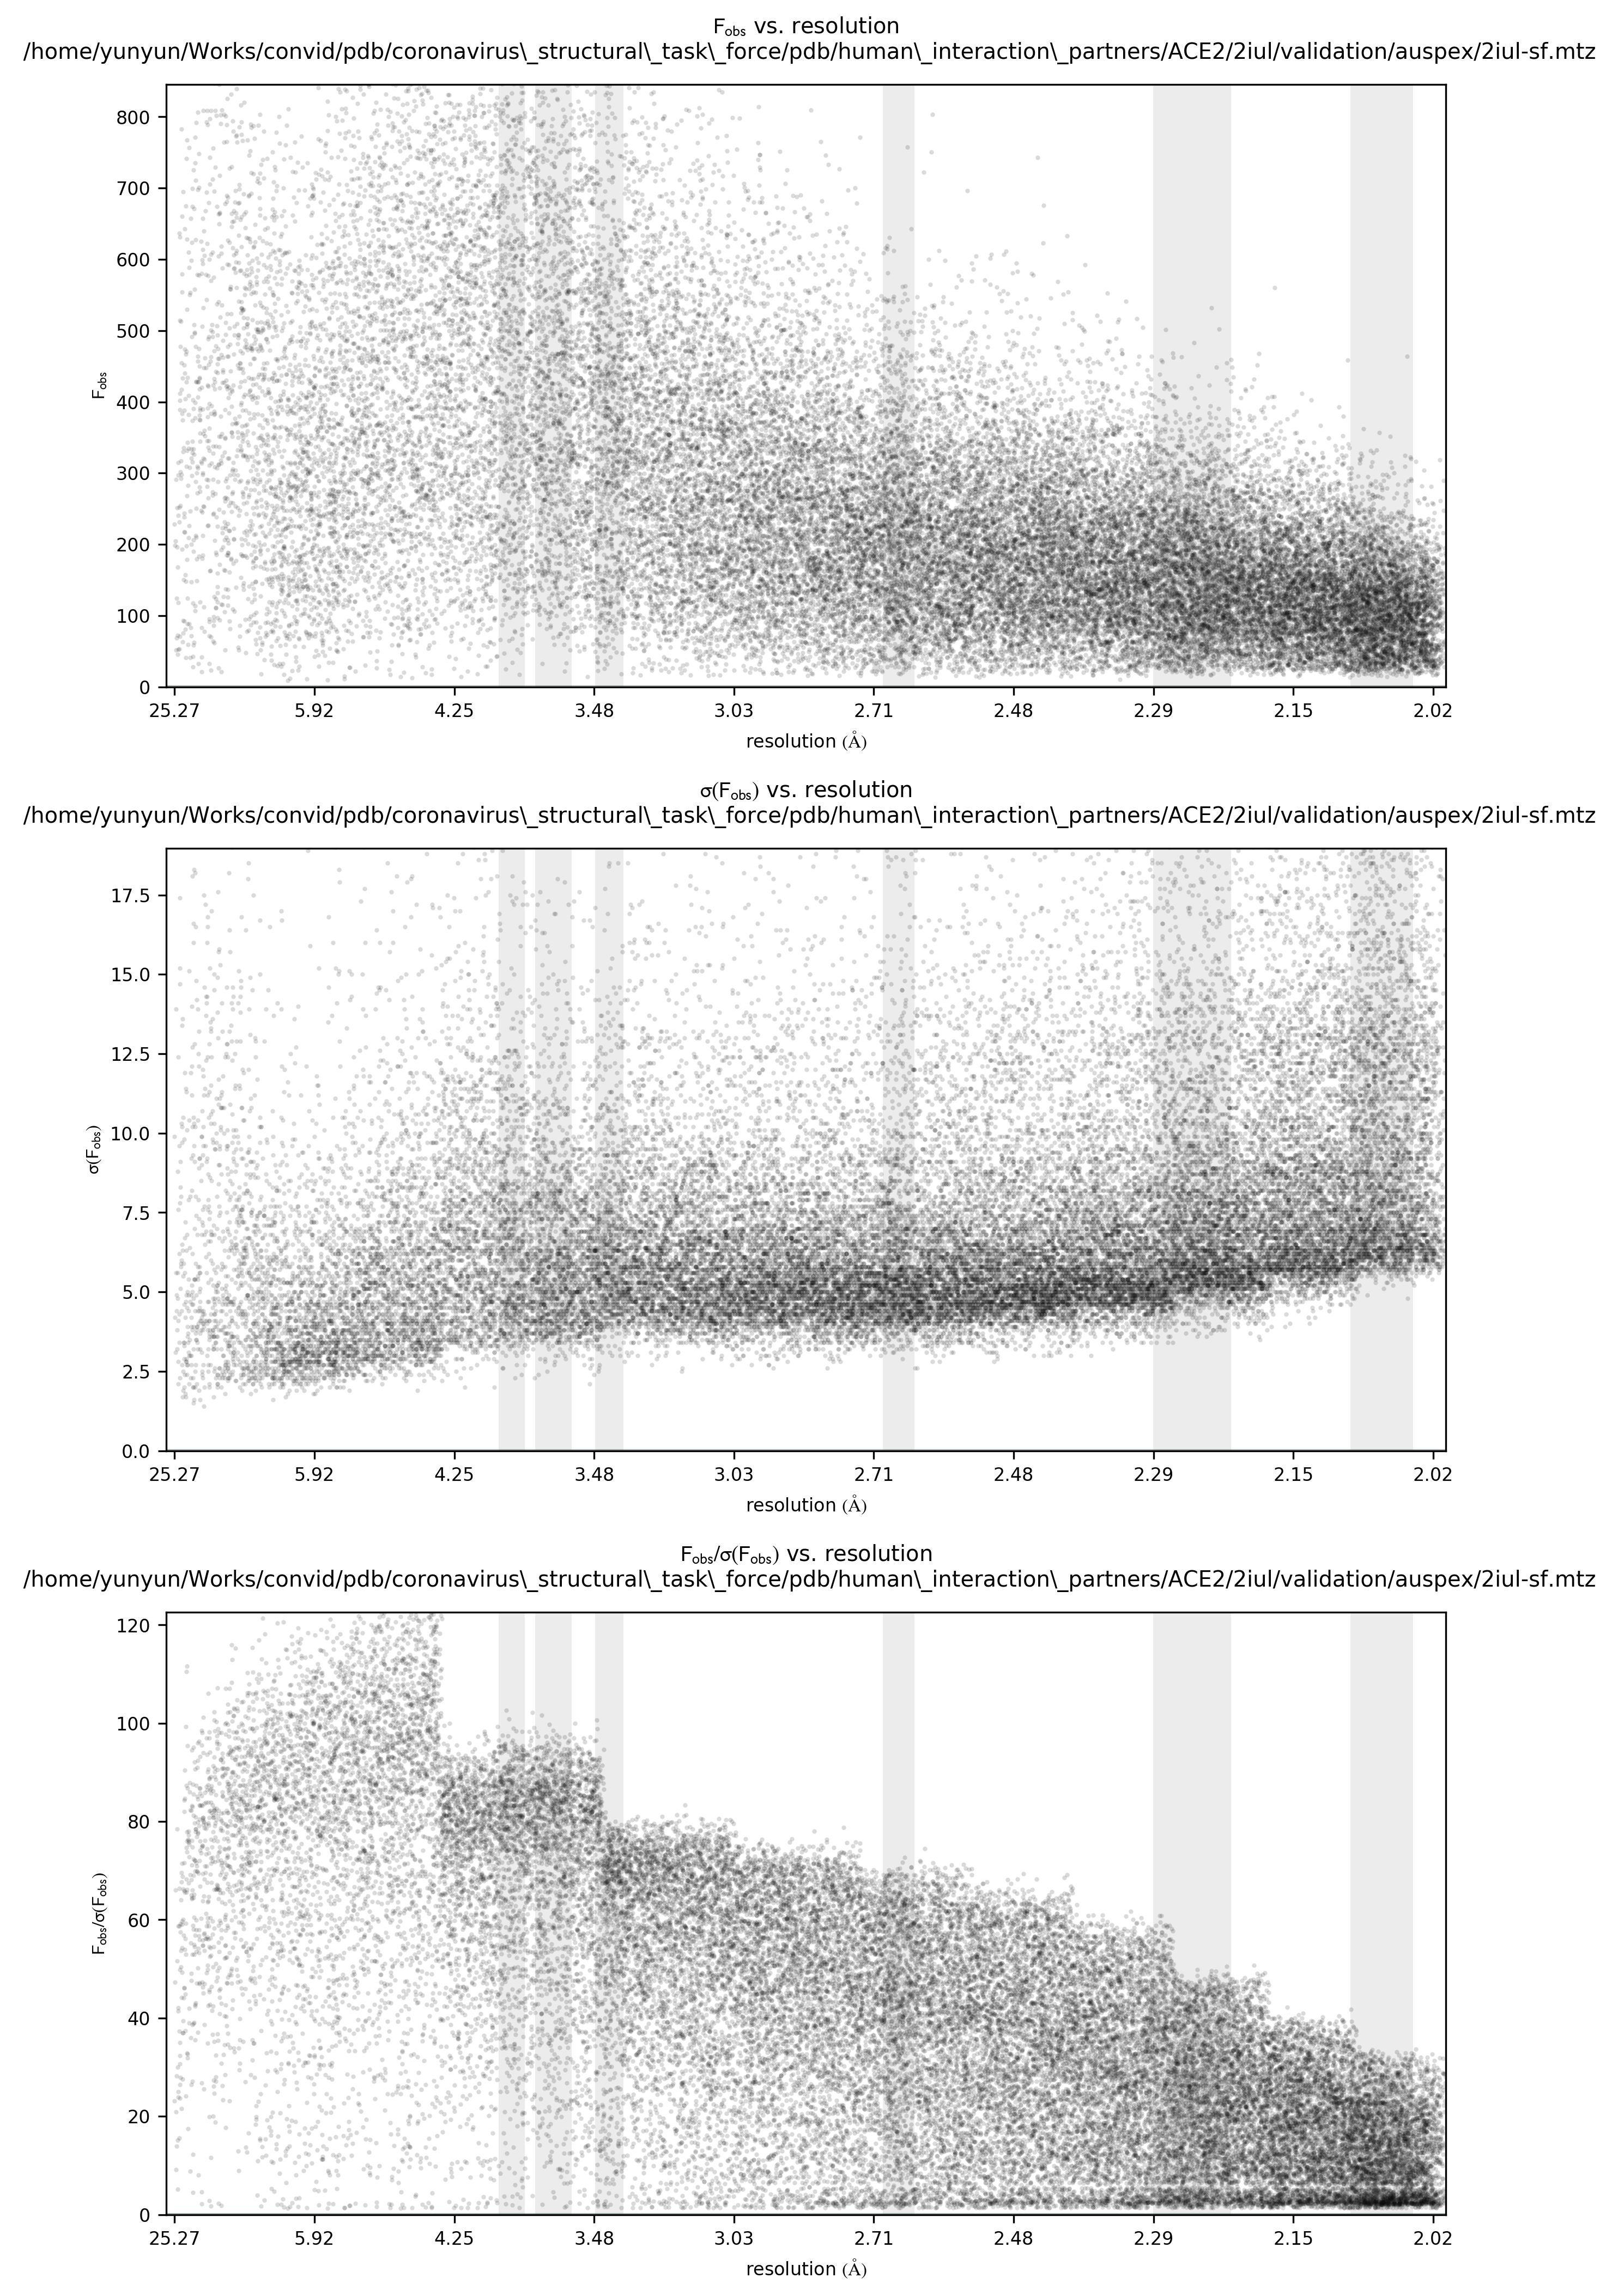 Fobs vs. resolution
/home/yunyun/Works/convid/pdb/coronavirus\_structural\_task\_force/pdb/human\_interaction\_partners/ACE2/2iul/validation/auspex/2iul-sf.mtz
800
700
600
500
400
300
200
100
0
Fobs
25.27 5.92 4.25 3.48 3.03 2.71 2.48 2.29 2.15 2.02
resolution (Å)
σ(Fobs) vs. resolution
/home/yunyun/Works/convid/pdb/coronavirus\_structural\_task\_force/pdb/human\_interaction\_partners/ACE2/2iul/validation/auspex/2iul-sf.mtz
17.5
15.0
12.5
10.0
7.5
5.0
2.5
0.0
σ(Fobs)
25.27 5.92 4.25 3.48 3.03 2.71 2.48 2.29 2.15 2.02
resolution (Å)
Fobs/σ(Fobs) vs. resolution
/home/yunyun/Works/convid/pdb/coronavirus\_structural\_task\_force/pdb/human\_interaction\_partners/ACE2/2iul/validation/auspex/2iul-sf.mtz
120
100
80
60
40
20
0
Fobs/σ(Fobs)
25.27 5.92 4.25 3.48 3.03 2.71 2.48 2.29 2.15 2.02
resolution (Å)